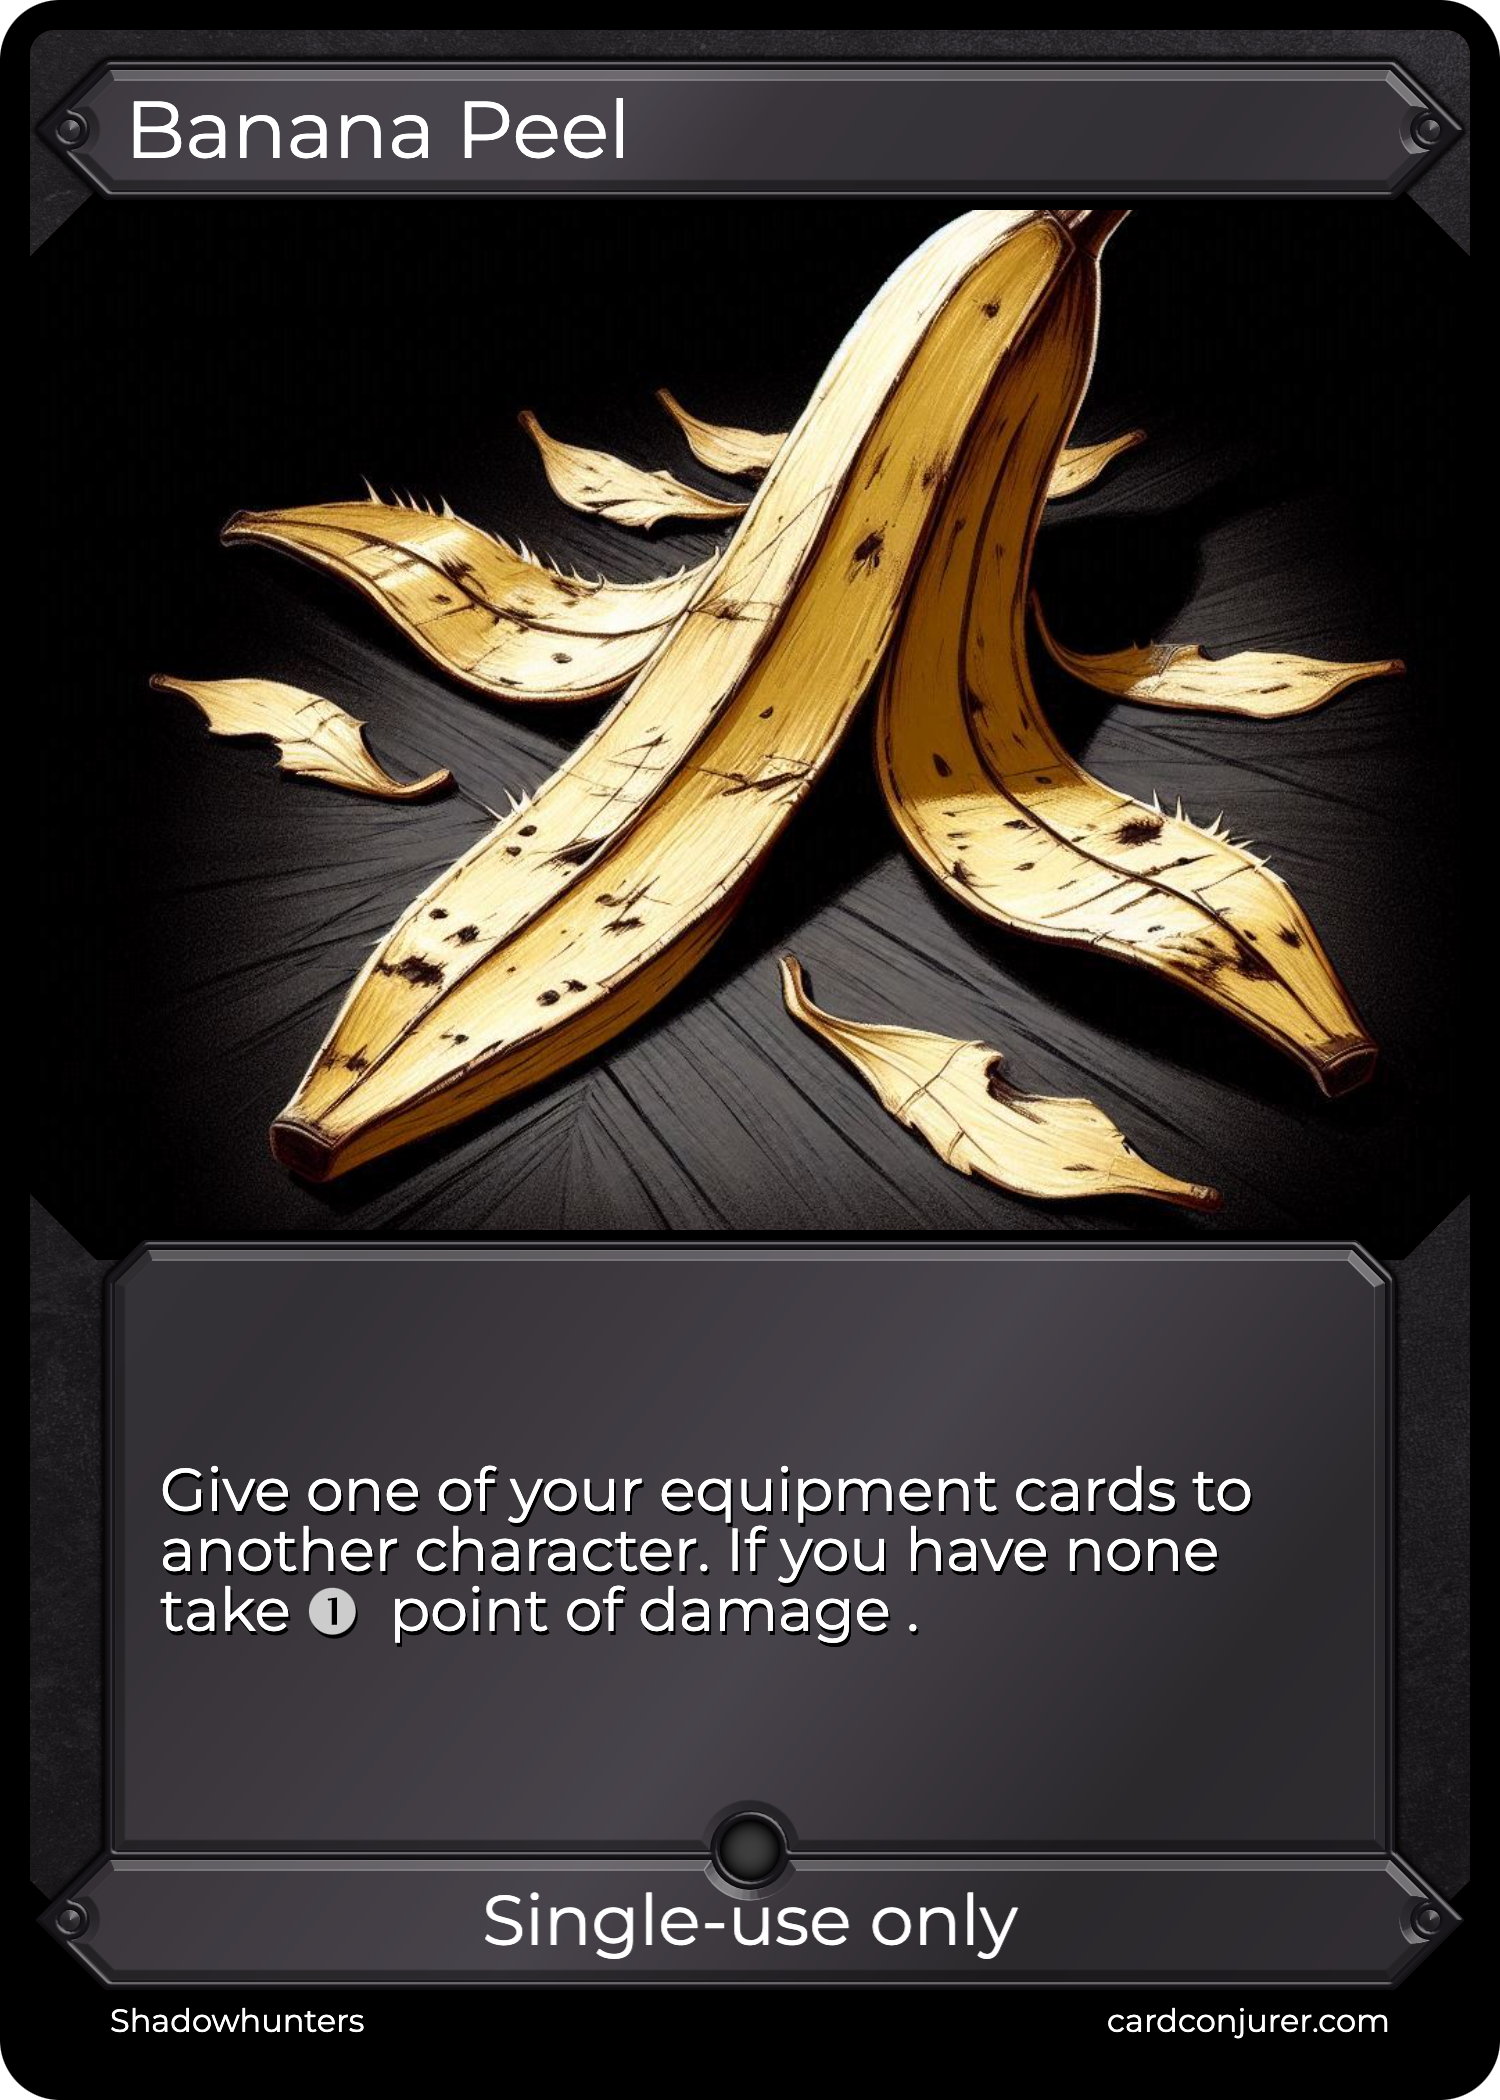 Banana Peel
Give one of your equipment cards to
another character. If you have none
take 1 point of damage .
Single-use only
Shadowhunters
cardconjurer.com